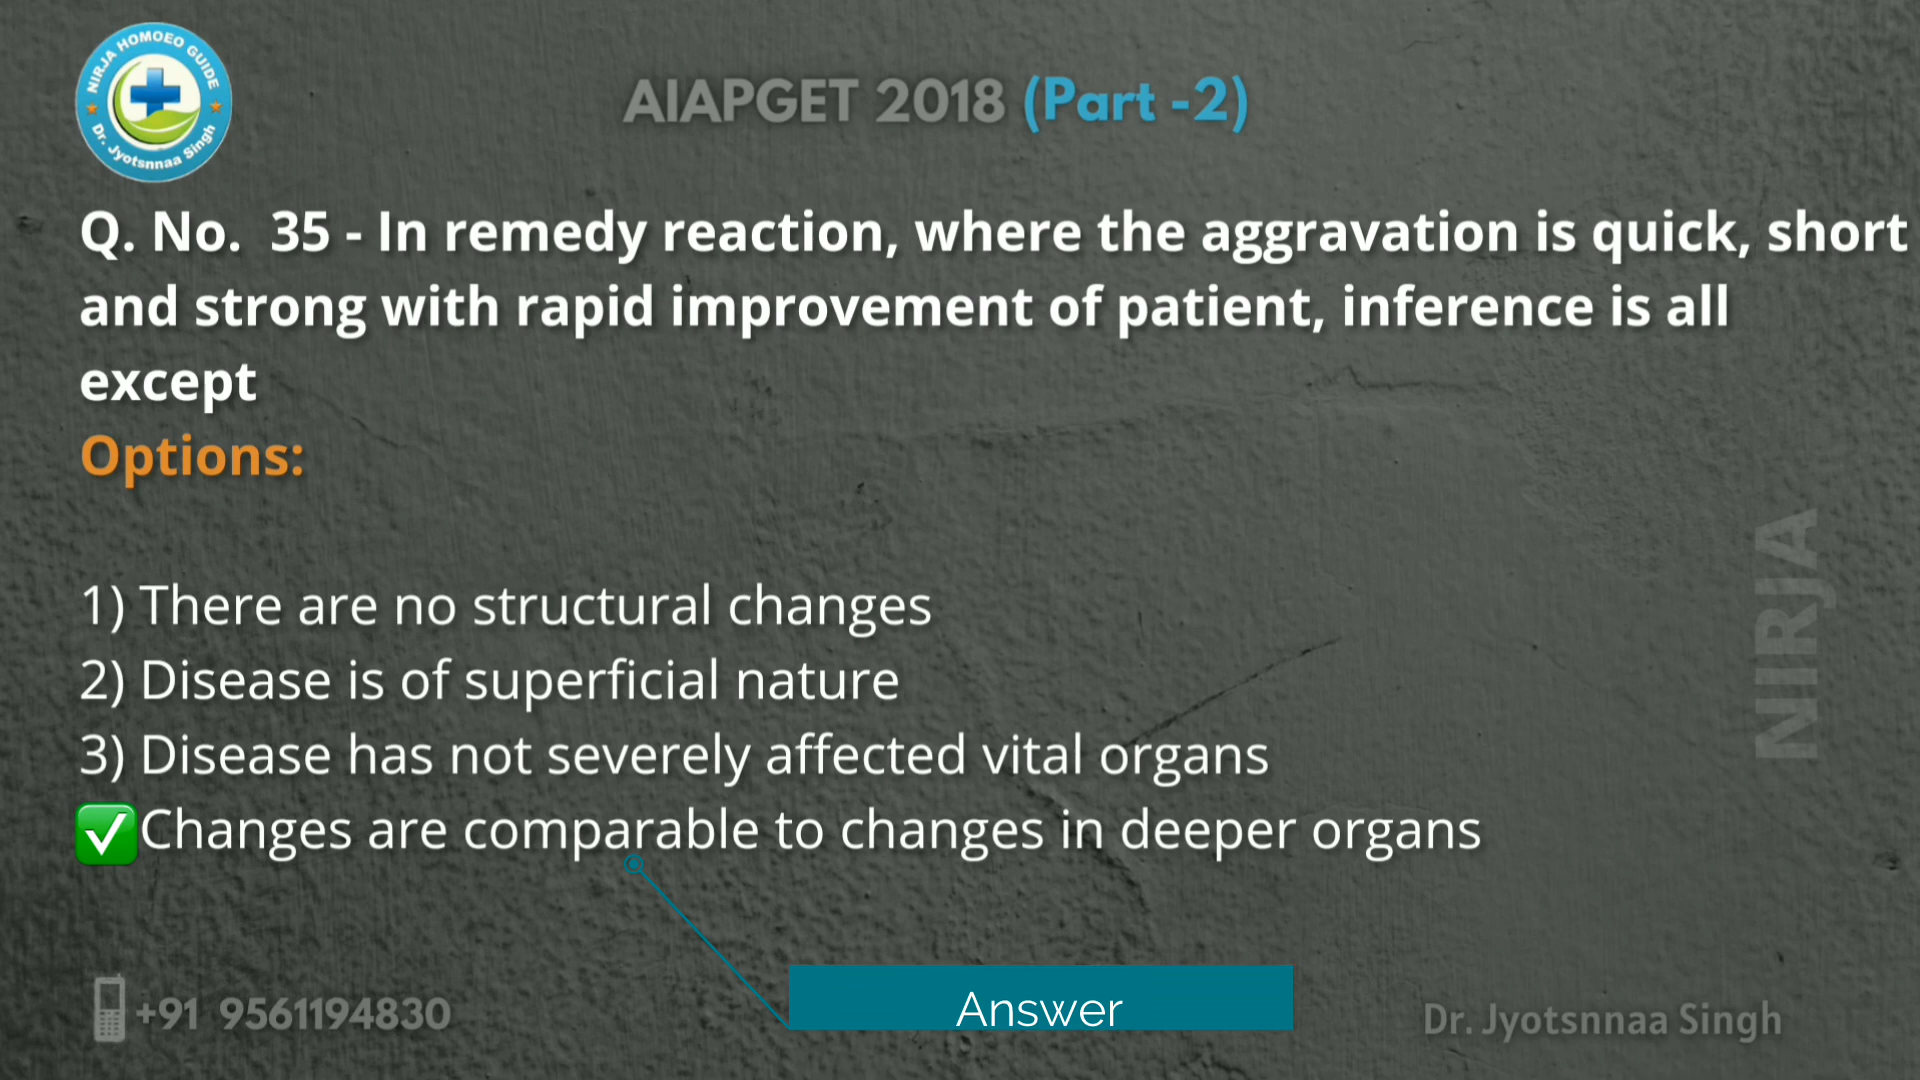 NIRJA HOMOEO GUIDE
Dr. Jyotsnnaa Singh
AIAPGET 2018 (Part -2)
Q. No. 35 - In remedy reaction, where the aggravation is quick, short
and strong with rapid improvement of patient, inference is all
except
Options:
1) There are no structural changes
2) Disease is of superficial nature
3) Disease has not severely affected vital organs
✅Changes are comparable to changes in deeper organs
NIRJA
Answer
+91 9561194830
Dr. Jyotsnnaa Singh